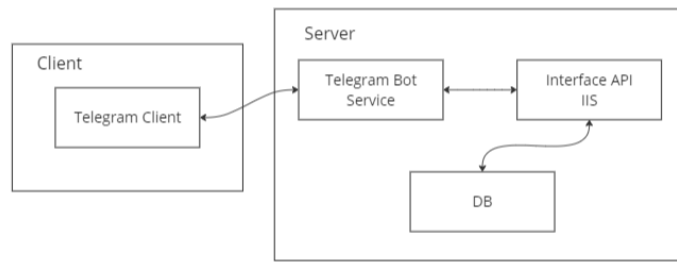 Client
Telegram Client
Server
Telegram Bot
Service
Interface API
IIS
DB